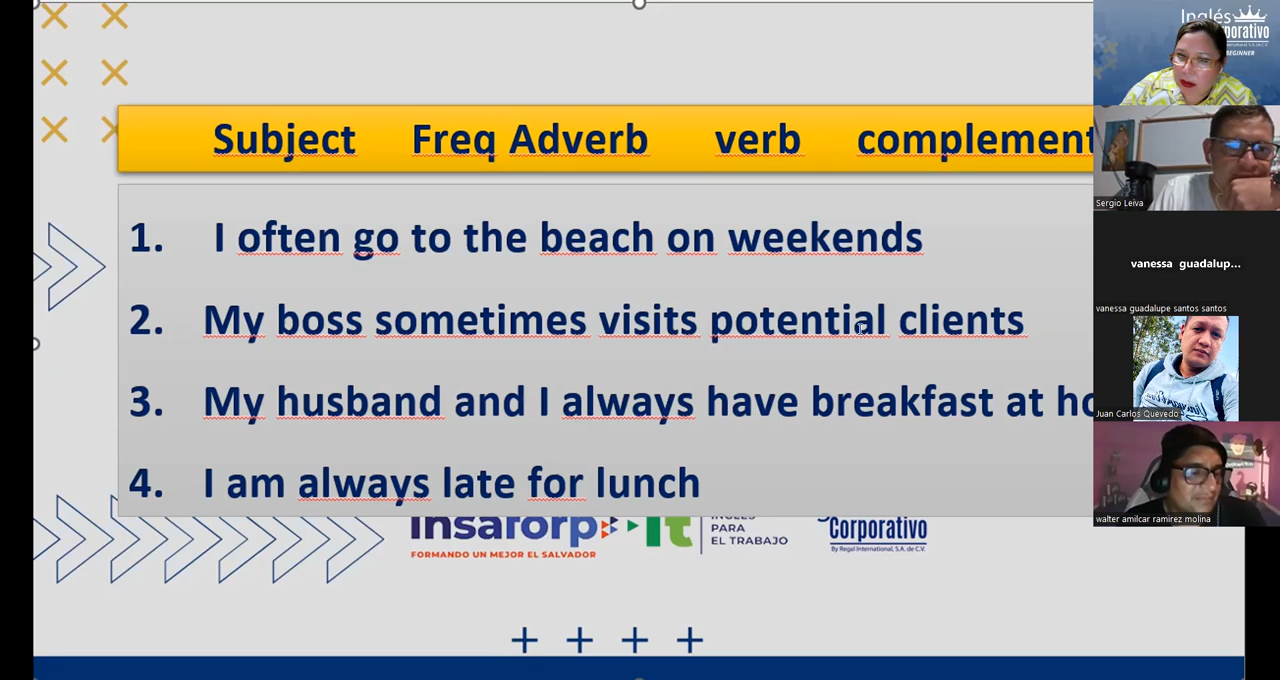 Subject Freq Adverb verb complement
1. I often go to the beach on weekends
2. My boss sometimes visits potential clients
3. My husband and I always have breakfast at
4. I am always late for lunch
insaforp
FORMANDO UN MEJOR EL SALVADOR
INGLÉS
PARA
EL TRABAJO
Corporativo
By Regal International, S.A. de C.V.
Inglés
BEGINNER
Sergio Leiva
vanessa guadalup...
vanessa guadalupe santos santos
Juan Carlos Quevedo
walter amilcar ramirez molina